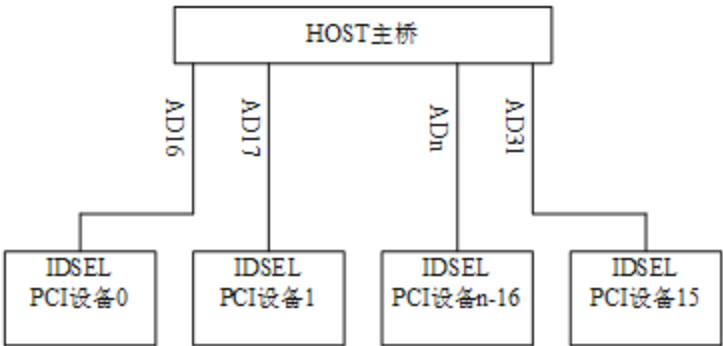 HOST主桥
AD16
AD17
ADn
AD31
IDSEL
PCI设备0
IDSEL
PCI设备1
IDSEL
PCI设备n-16
IDSEL
PCI设备15